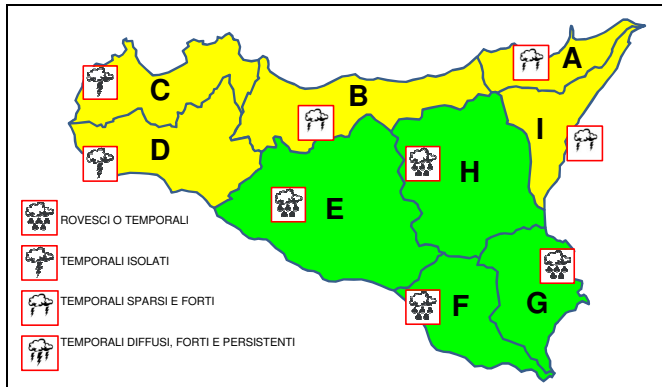 A
C
B
I
D
H
E
ROVESCI O TEMPORALI
TEMPORALI ISOLATI
G
F
TEMPORALI SPARSI E FORTI
TEMPORALI DIFFUSI, FORTI E PERSISTENTI